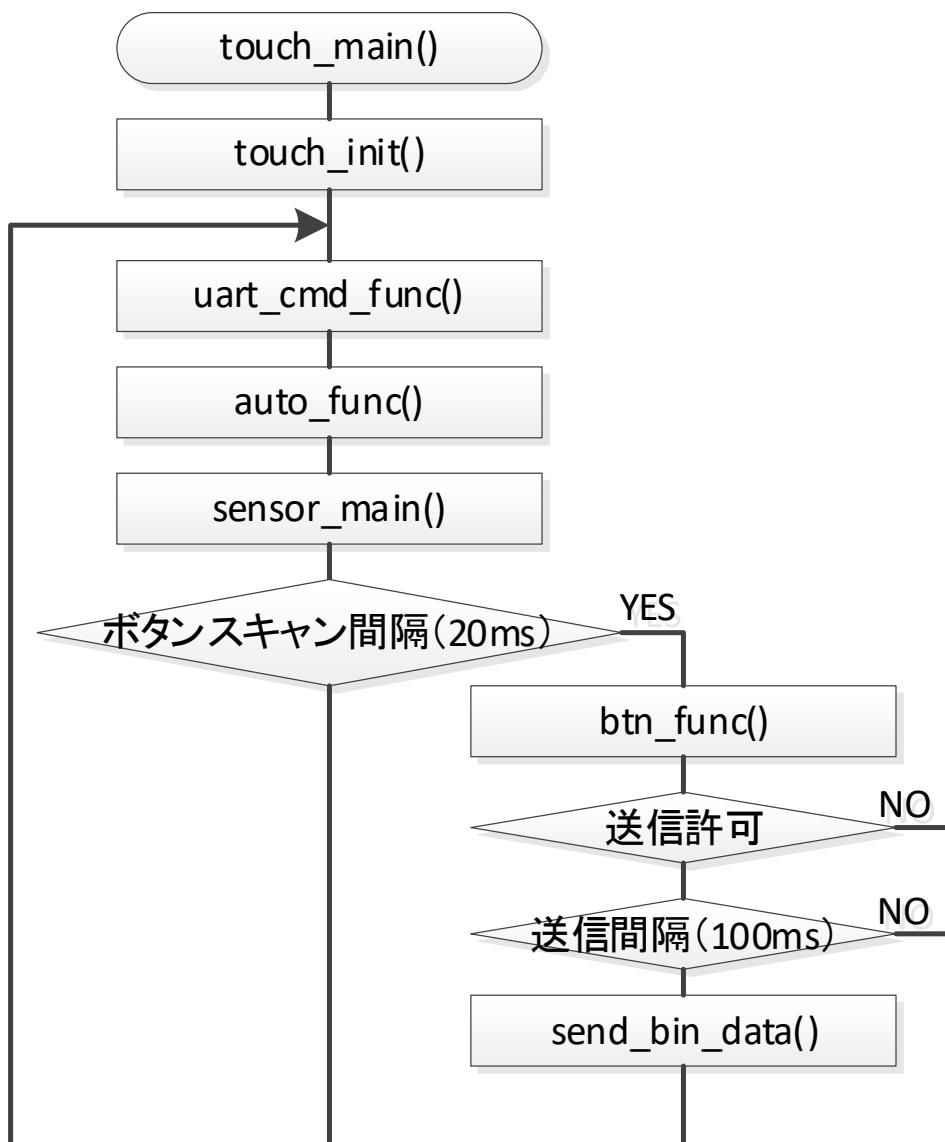 touch_main()
touch_init()
uart_cmd_func()
auto_func()
sensor_main()
ボタンスキャン間隔(20ms)
YES
btn_func()
送信許可
NO
送信間隔(100ms)
NO
send_bin_data()